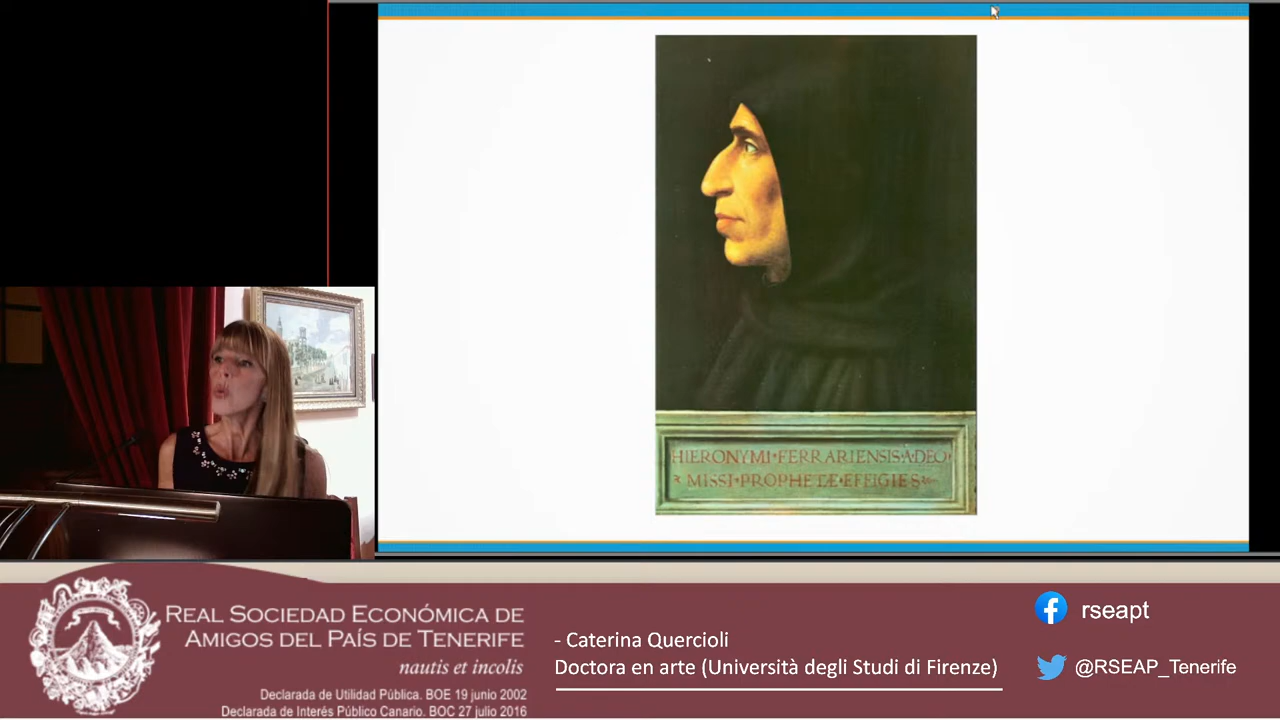 HIERONYMI·FERRARIENSIS·A·DEO·
MISSI·PROPHETÆ·EFFIGIES
REAL SOCIEDAD ECONÓMICA DE
AMIGOS DEL PAÍS DE TENERIFE
nautis et incolis
Declarada de Utilidad Pública. BOE 19 junio 2002
Declarada de Interés Público Canario. BOC 27 julio 2016
- Caterina Quercioli
Doctora en arte (Università degli Studi di Firenze)
rseapt
@RSEAP_Tenerife